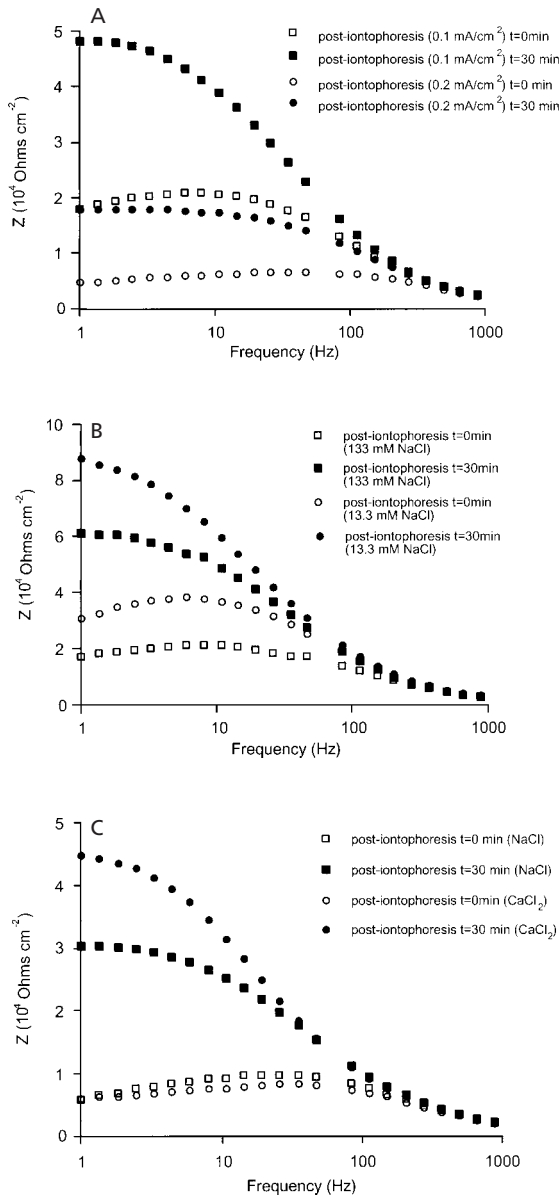 A
post-iontophoresis (0.1 mA/cm²) t=0min
post-iontophoresis (0.1 mA/cm²) t=30 min
post-iontophoresis (0.2 mA/cm²) t=0 min
post-iontophoresis (0.2 mA/cm²) t=30 min
Z (10⁴ Ohms cm⁻²)
5
4
3
2
1
0
1 10 100 1000
Frequency (Hz)
B
post-iontophoresis t=0min
(133 mM NaCl)
post-iontophoresis t=30min
(133 mM NaCl)
post-iontophoresis t=0min
(13.3 mM NaCl)
post-iontophoresis t=30min
(13.3 mM NaCl)
Z (10⁴ Ohms cm⁻²)
10
8
6
4
2
0
1 10 100 1000
Frequency (Hz)
C
post-iontophoresis t=0 min (NaCl)
post-iontophoresis t=30 min (NaCl)
post-iontophoresis t=0min (CaCl₂)
post-iontophoresis t=30 min (CaCl₂)
Z (10⁴ Ohms cm⁻²)
5
4
3
2
1
0
1 10 100 1000
Frequency (Hz)